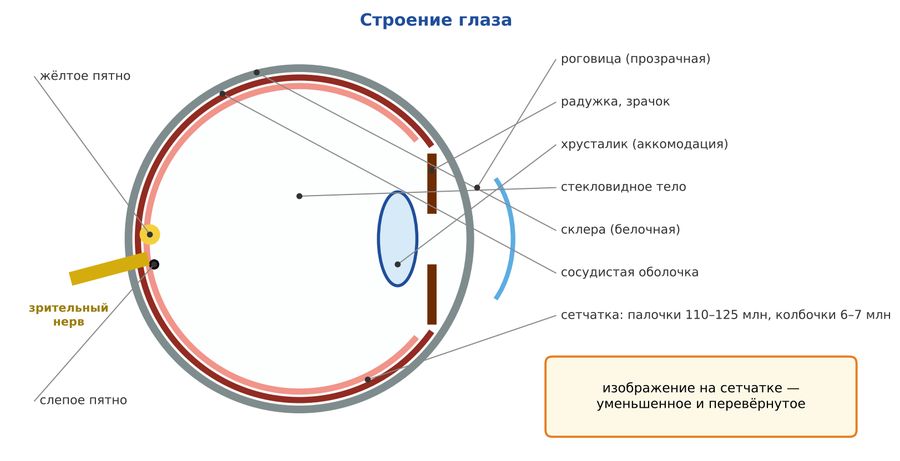 Строение глаза
жёлтое пятно
зрительный
нерв
слепое пятно
роговица (прозрачная)
радужка, зрачок
хрусталик (аккомодация)
стекловидное тело
склера (белочная)
сосудистая оболочка
сетчатка: палочки 110–125 млн, колбочки 6–7 млн
изображение на сетчатке —
уменьшенное и перевёрнутое